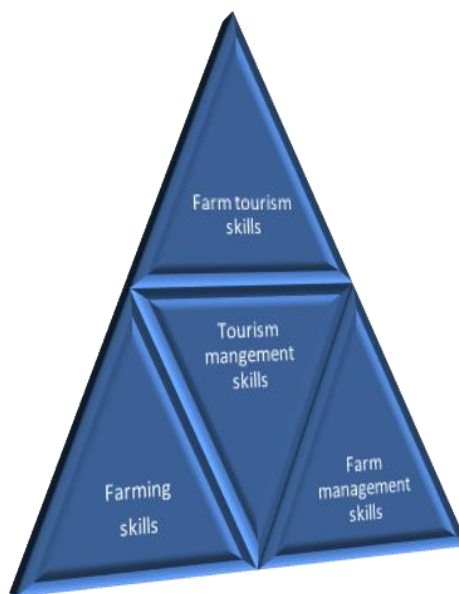 Farm tourism
skills
Tourism
mangement
skills
Farming
skills
Farm
management
skills